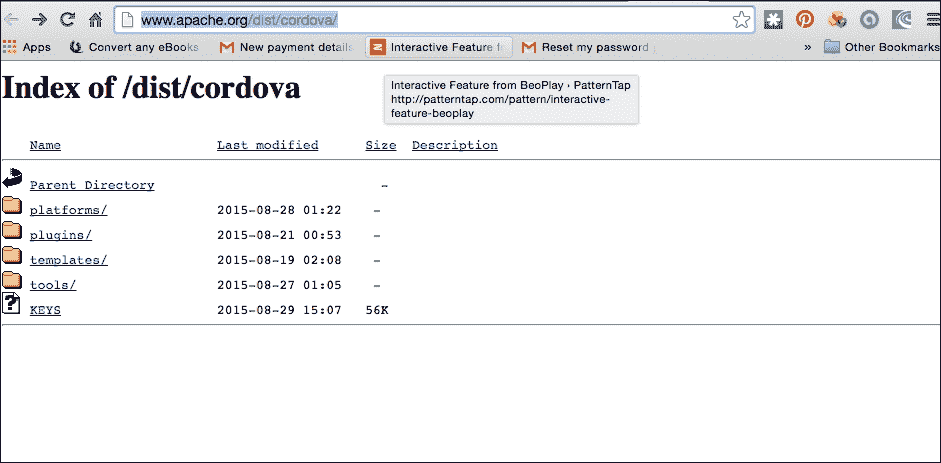 www.apache.org/dist/cordova/
Apps Convert any eBooks New payment details Interactive Feature f Reset my password » Other Bookmarks
Index of /dist/cordova
Interactive Feature from BeoPlay › PatternTap
http://patterntap.com/pattern/interactive-
feature-beoplay
Name Last modified Size Description
Parent Directory -
platforms/ 2015-08-28 01:22 -
plugins/ 2015-08-21 00:53 -
templates/ 2015-08-19 02:08 -
tools/ 2015-08-27 01:05 -
KEYS 2015-08-29 15:07 56K